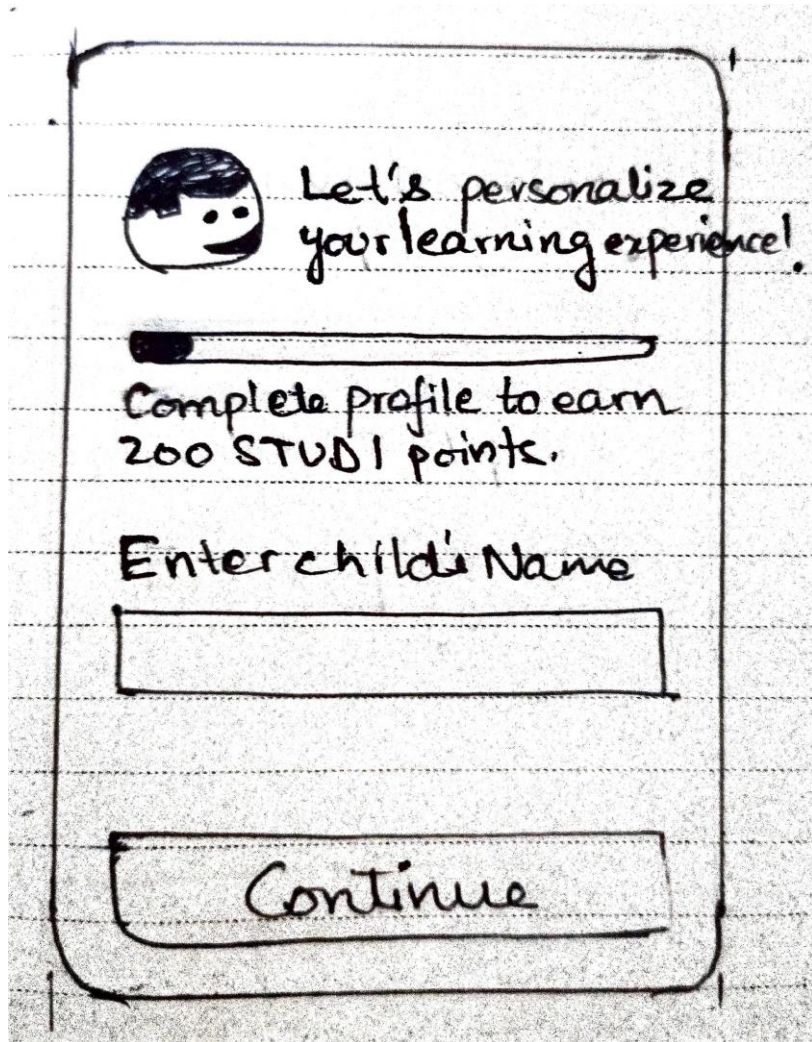 Let's personalize
your learning experience!
Complete profile to earn
200 STUDI points.
Enter child's Name
Continue